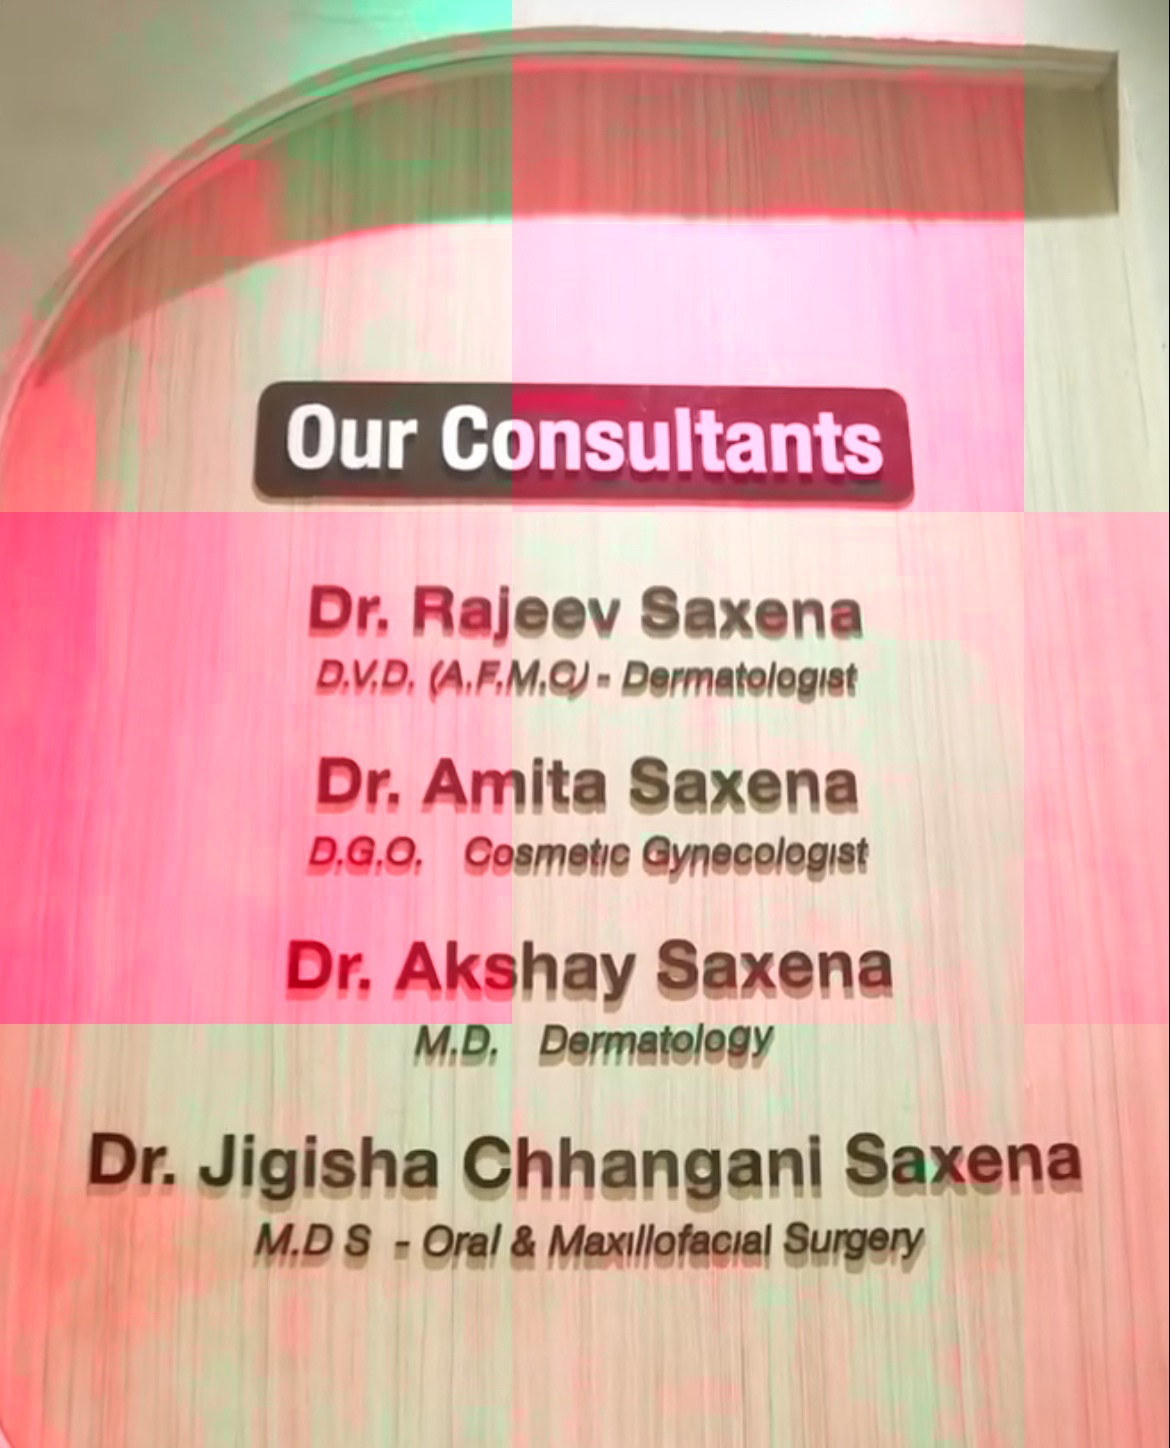 Our Consultants
Dr. Rajeev Saxena
D.V.D. (A.F.M.C) - Dermatologist
Dr. Amita Saxena
D.G.O. Cosmetic Gynecologist
Dr. Akshay Saxena
M.D. Dermatology
Dr. Jigisha Chhangani Saxena
M.D S - Oral & Maxillofacial Surgery